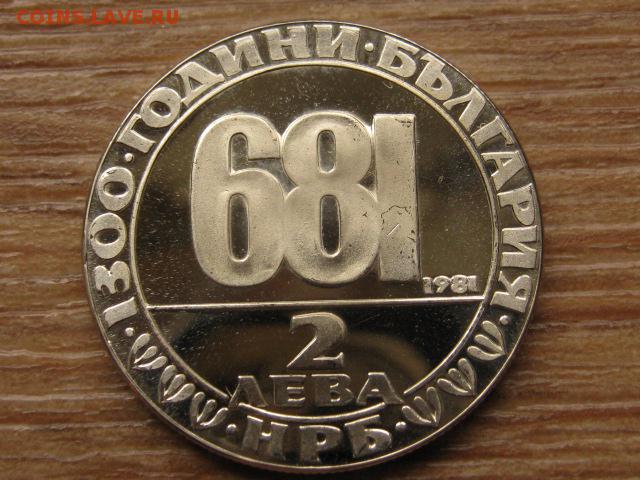 COINS.LAVE.RU
1300·ГОДИНИ·БЪЛГАРИЯ·
681
1981
2
ЛЕВА
·НРБ·